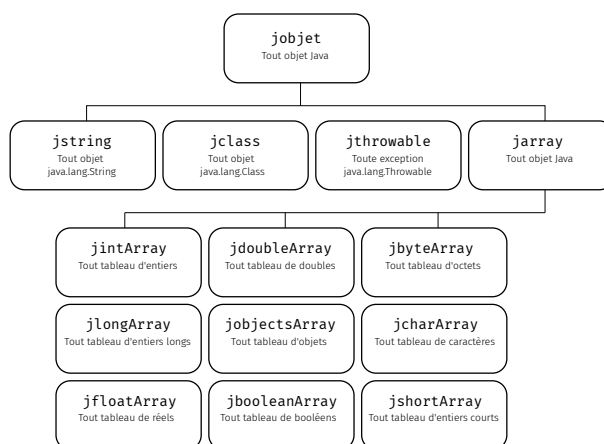 jobjet
Tout objet Java
jstring
Tout objet
java.lang.String
jclass
Tout objet
java.lang.Class
jthrowable
Toute exception
java.lang.Throwable
jarray
Tout objet Java
jintArray
Tout tableau d'entiers
jdoubleArray
Tout tableau de doubles
jbyteArray
Tout tableau d'octets
jlongArray
Tout tableau d'entiers longs
jobjectsArray
Tout tableau d'objets
jcharArray
Tout tableau de caractères
jfloatArray
Tout tableau de réels
jbooleanArray
Tout tableau de booléens
jshortArray
Tout tableau d'entiers courts